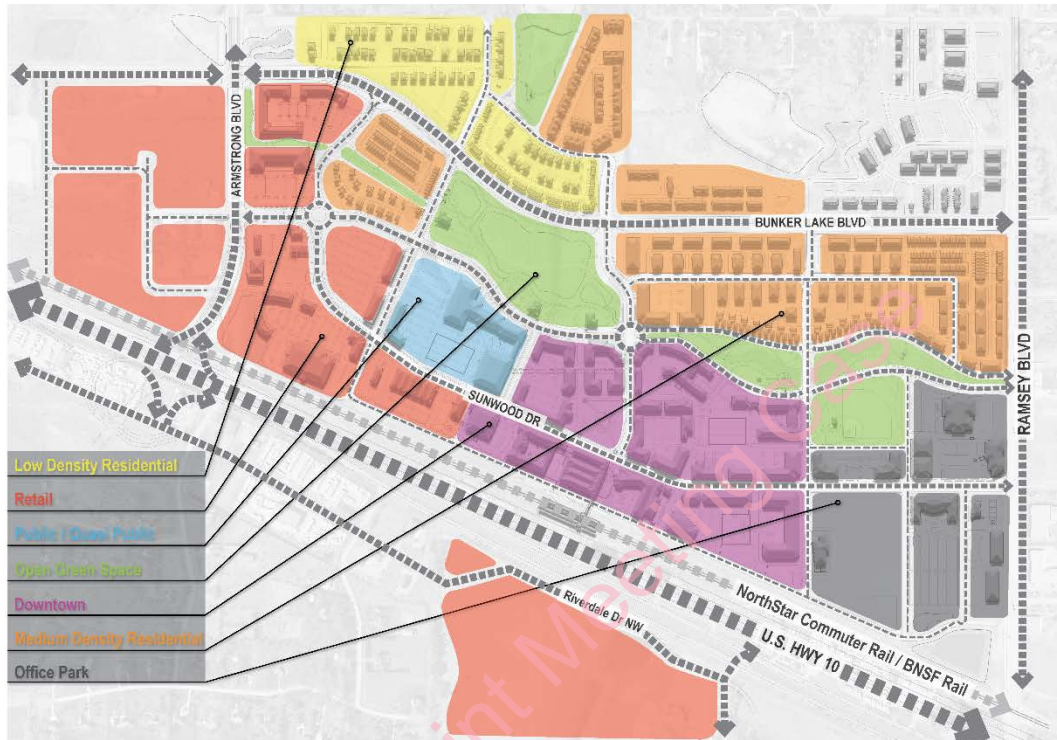 ARMSTRONG BLVD
BUNKER LAKE BLVD
RAMSEY BLVD
SUNWOOD DR
Low Density Residential
Retail
Public / Quasi Public
Open Green Space
Downtown
Medium Density Residential
Office Park
NorthStar Commuter Rail / BNSF Rail
U.S. HWY 10
Riverdale Dr NW
Meeting